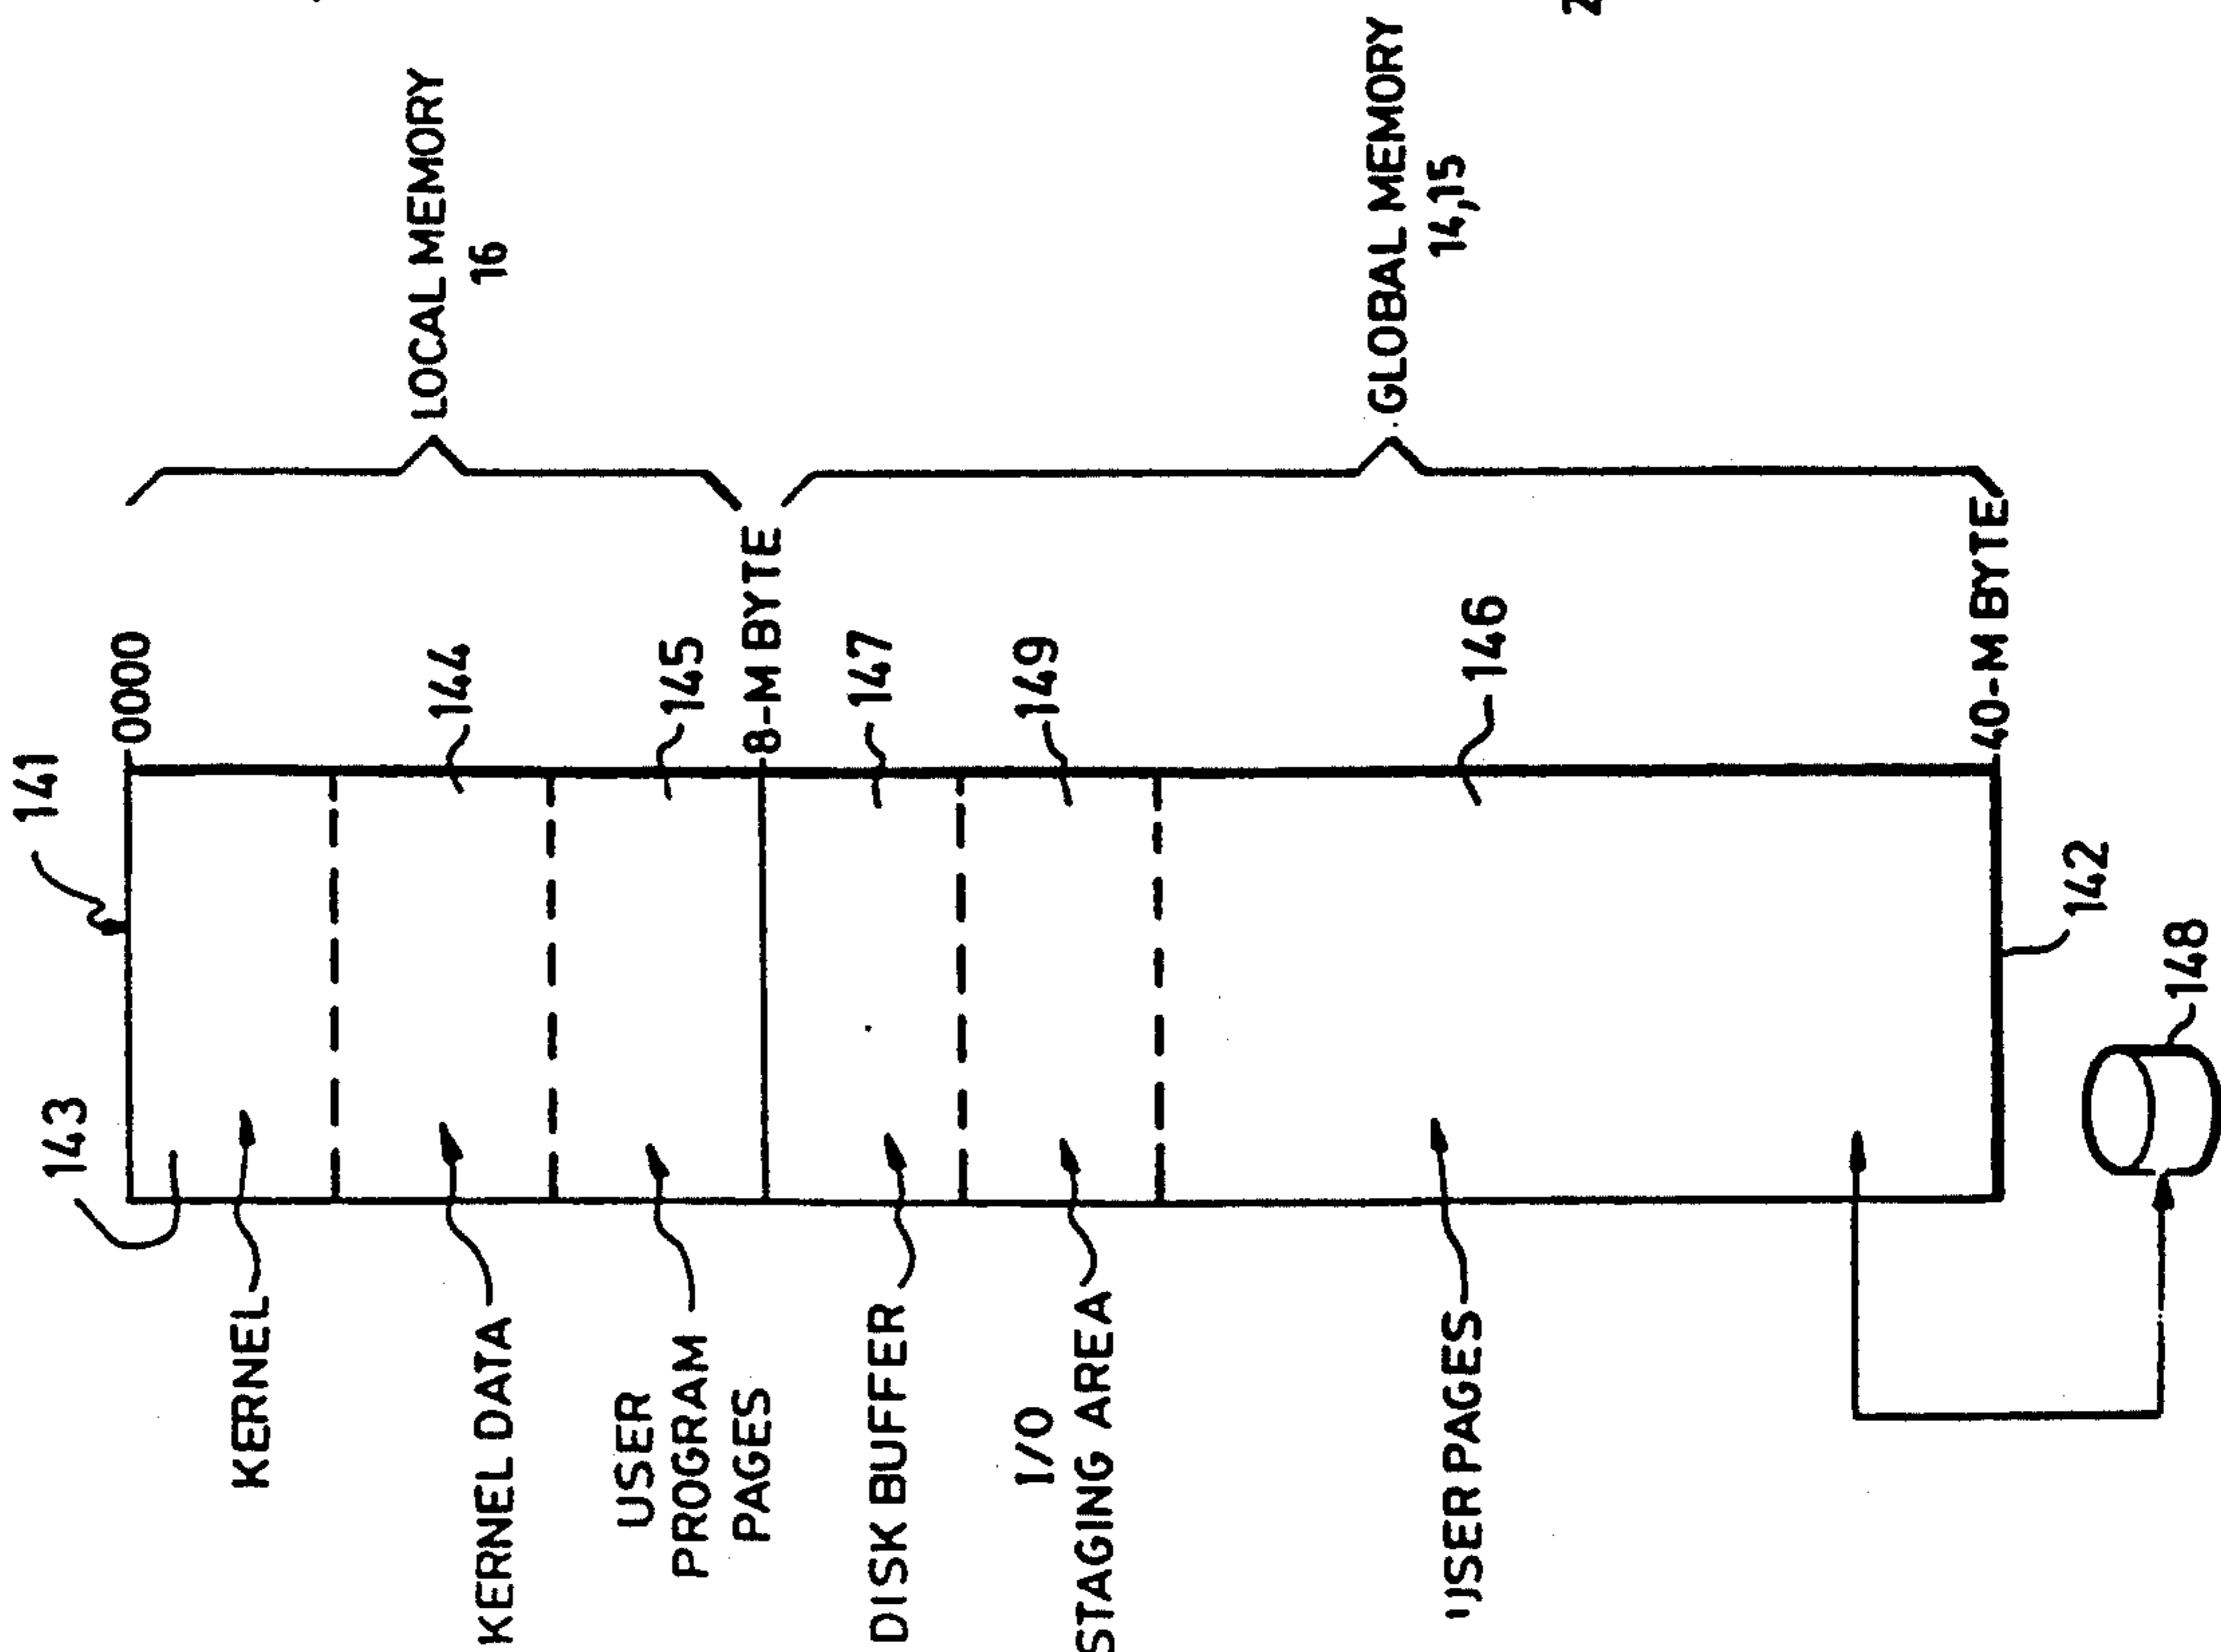 141
143
0000
KERNEL
144
KERNEL DATA
145
USER
PROGRAM
PAGES
LOCAL MEMORY
16
8-M BYTE
147
DISK BUFFER
149
I/O
STAGING AREA
146
USER PAGES
GLOBAL MEMORY
14,15
40-M BYTE
142
148